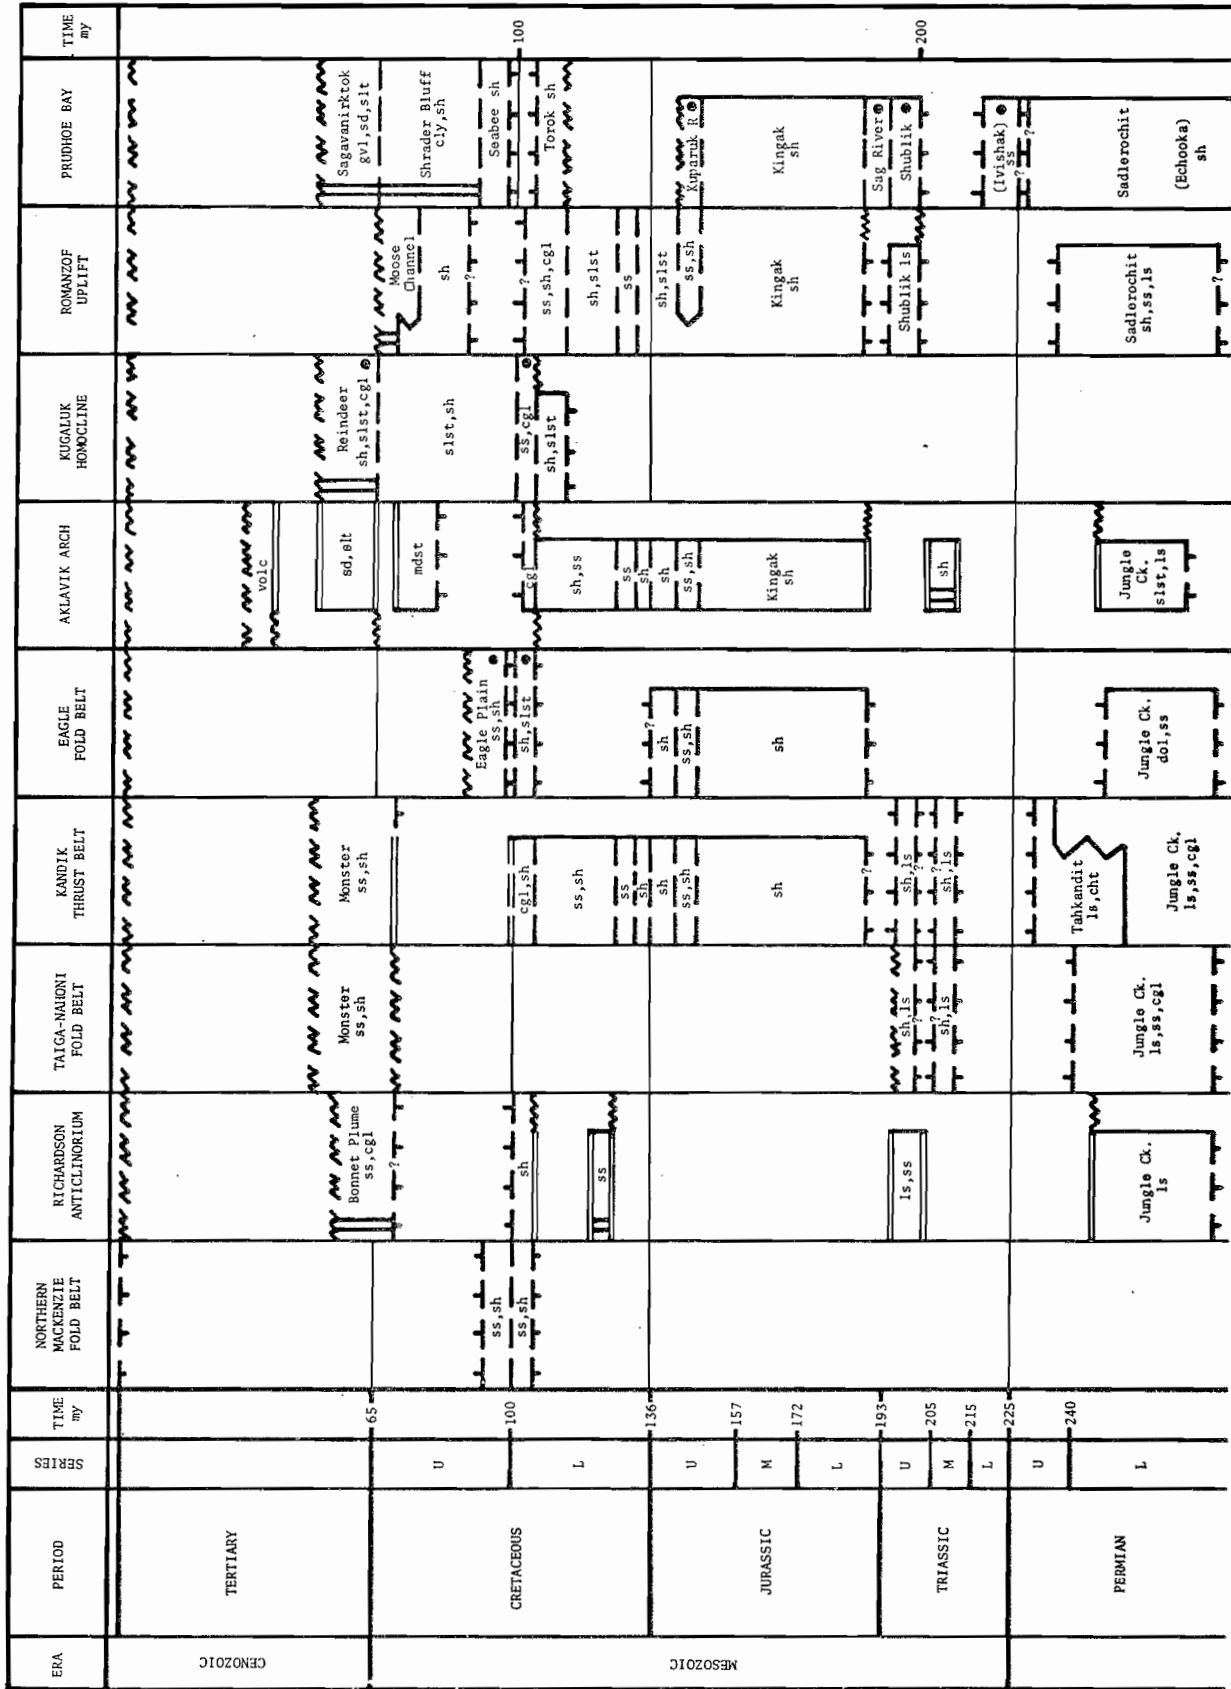 ERA
PERIOD
SERIES
TIME
my
NORTHERN
MACKENZIE
FOLD BELT
RICHARDSON
ANTICLINORIUM
TAIGA-NAHONI
FOLD BELT
KANDIK
THRUST BELT
EAGLE
FOLD BELT
AKLAVIK ARCH
KUGALUK
HOMOCLINE
ROMANZOF
UPLIFT
PRUDHOE BAY
TIME
my
CENOZOIC
MESOZOIC
TERTIARY
CRETACEOUS
JURASSIC
TRIASSIC
PERMIAN
U
L
U
M
L
U
M
L
U
L
65
100
136
157
172
193
205
215
225
240
ss,sh
ss,sh
Bonnet Plume
ss,cgl
?
sh
ss
ls,ss
Jungle Ck.
ls
Monster
ss,sh
sh,ls
?
?
sh,ls
Jungle Ck.
ls,ss,cgl
Monster
ss,sh
cgl,sh
ss,sh
ss
sh
sh
ss,sh
sh
?
sh,ls
?
?
sh,ls
Tahkandit
ls,cht
Jungle Ck.
ls,ss,cgl
Eagle Plain
ss,sh
sh,slst
?
sh
ss,sh
sh
Jungle Ck.
dol,ss
volc
sd,slt
mdst
cgl
sh,ss
ss
sh
sh
ss,sh
Kingak
sh
sh
Jungle
Ck.
slst,ls
Reindeer
sh,slst,cgl
slst,sh
ss,cgl
sh,slst
Moose
Channel
sh
?
?
ss,sh,cgl
sh,slst
ss
sh,slst
ss,sh
Kingak
sh
Shublik ls
Sadlerochit
sh,ss,ls
?
Sagavanirktok
gvl,sd,slt
Shrader Bluff
cly,sh
Seabee sh
Torok sh
Kuparuk R
Kingak
sh
Sag River
Shublik
(Ivishak)
ss
?
?
Sadlerochit
(Echooka)
sh
100
200